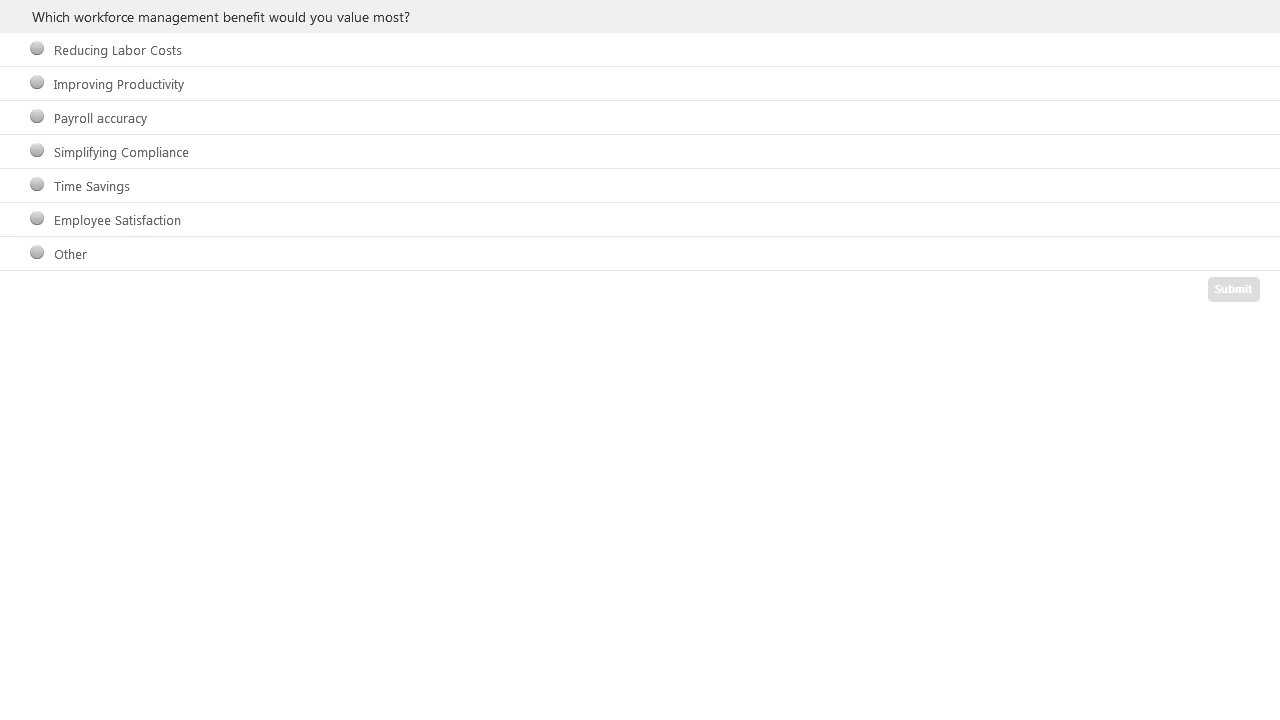 Which workforce management benefit would you value most?
Reducing Labor Costs
Improving Productivity
Payroll accuracy
Simplifying Compliance
Time Savings
Employee Satisfaction
Other
Submit